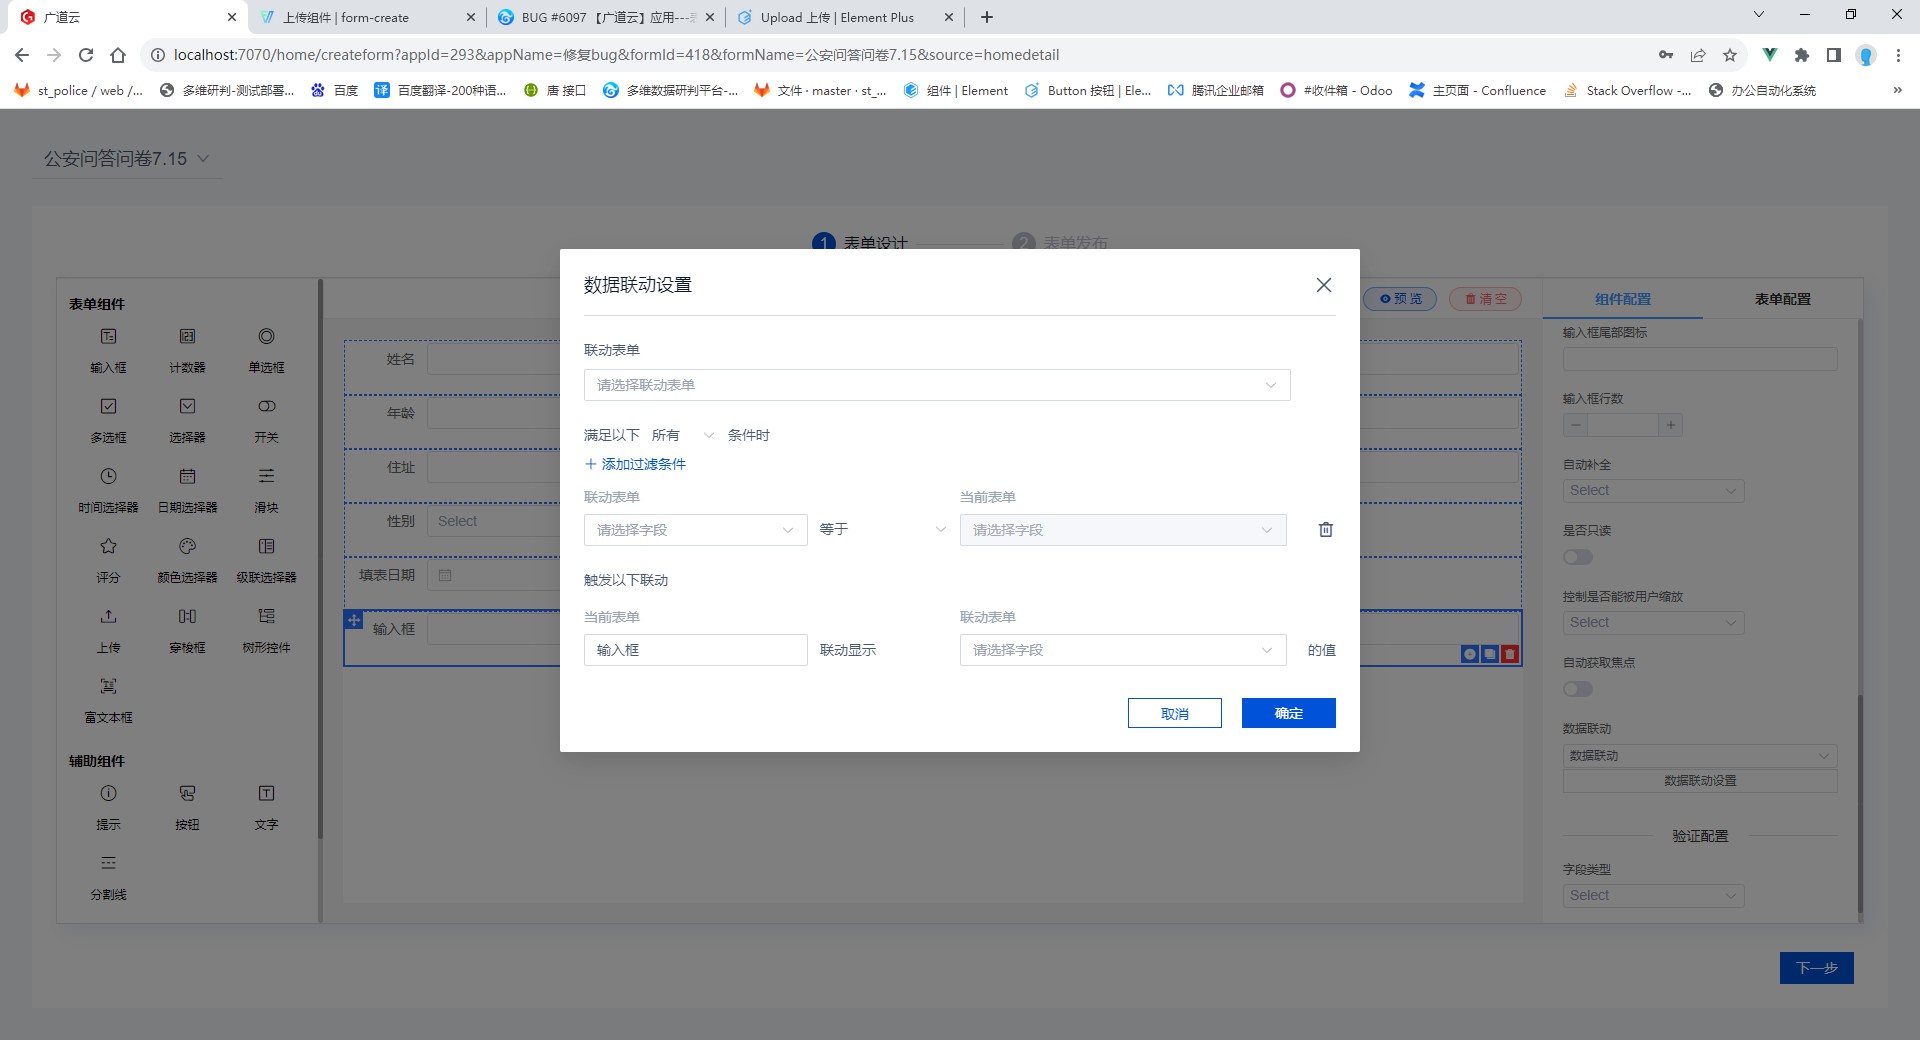 广道云
上传组件 | form-create
BUG #6097 【广道云】应用---
Upload 上传 | Element Plus
localhost:7070/home/createform?appId=293&appName=修复bug&formId=418&formName=公安问答问卷7.15&source=homedetail
st_police / web /...
多维研判-测试部署...
百度
译
百度翻译-200种语...
唐 接口
多维数据研判平台-...
文件 · master · st_...
组件 | Element
Button 按钮 | Ele...
腾讯企业邮箱
#收件箱 - Odoo
主页面 - Confluence
Stack Overflow -...
办公自动化系统
»
公安问答问卷7.15
1 表单设计
2 表单发布
表单组件
输入框 计数器 单选框
多选框 选择器 开关
时间选择器 日期选择器 滑块
评分 颜色选择器 级联选择器
上传 穿梭框 树形控件
富文本框
辅助组件
提示 按钮 文字
分割线
预 览
清 空
姓名
年龄
住址
性别 Select
填表日期
输入框
数据联动设置
联动表单
请选择联动表单
满足以下 所有 条件时
+ 添加过滤条件
联动表单 当前表单
请选择字段 等于 请选择字段
触发以下联动
当前表单 联动表单
输入框 联动显示 请选择字段 的值
取消 确定
组件配置 表单配置
输入框尾部图标
输入框行数
− +
自动补全
Select
是否只读
控制是否能被用户缩放
Select
自动获取焦点
数据联动
数据联动
数据联动设置
验证配置
字段类型
Select
下一步